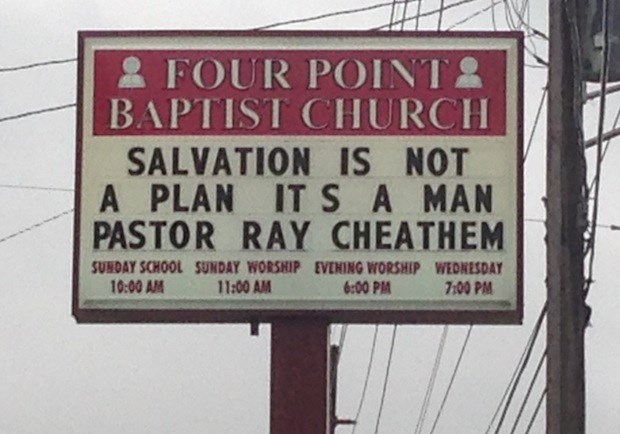 FOUR POINT
BAPTIST CHURCH
SALVATION IS NOT
A PLAN IT S A MAN
PASTOR RAY CHEATHEM
SUNDAY SCHOOL SUNDAY WORSHIP EVENING WORSHIP WEDNESDAY
10:00 AM 11:00 AM 6:00 PM 7:00 PM